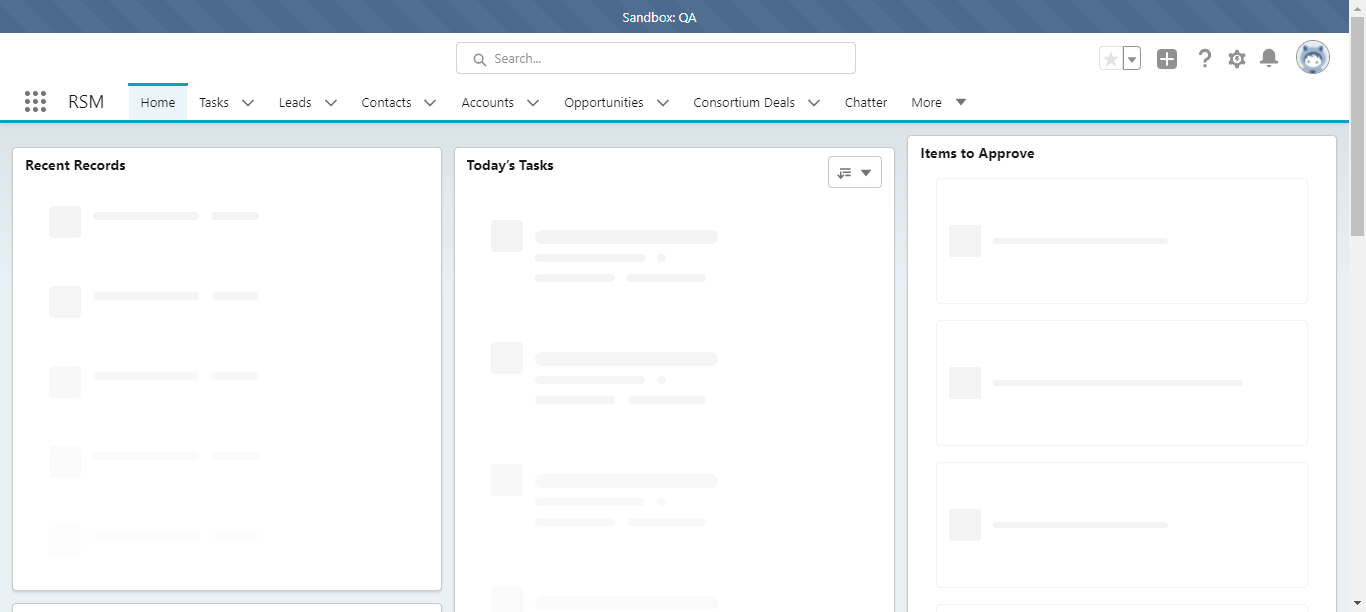 Sandbox: QA
Search...
RSM
Home Tasks Leads Contacts Accounts Opportunities Consortium Deals Chatter More
Recent Records
Today's Tasks
Items to Approve